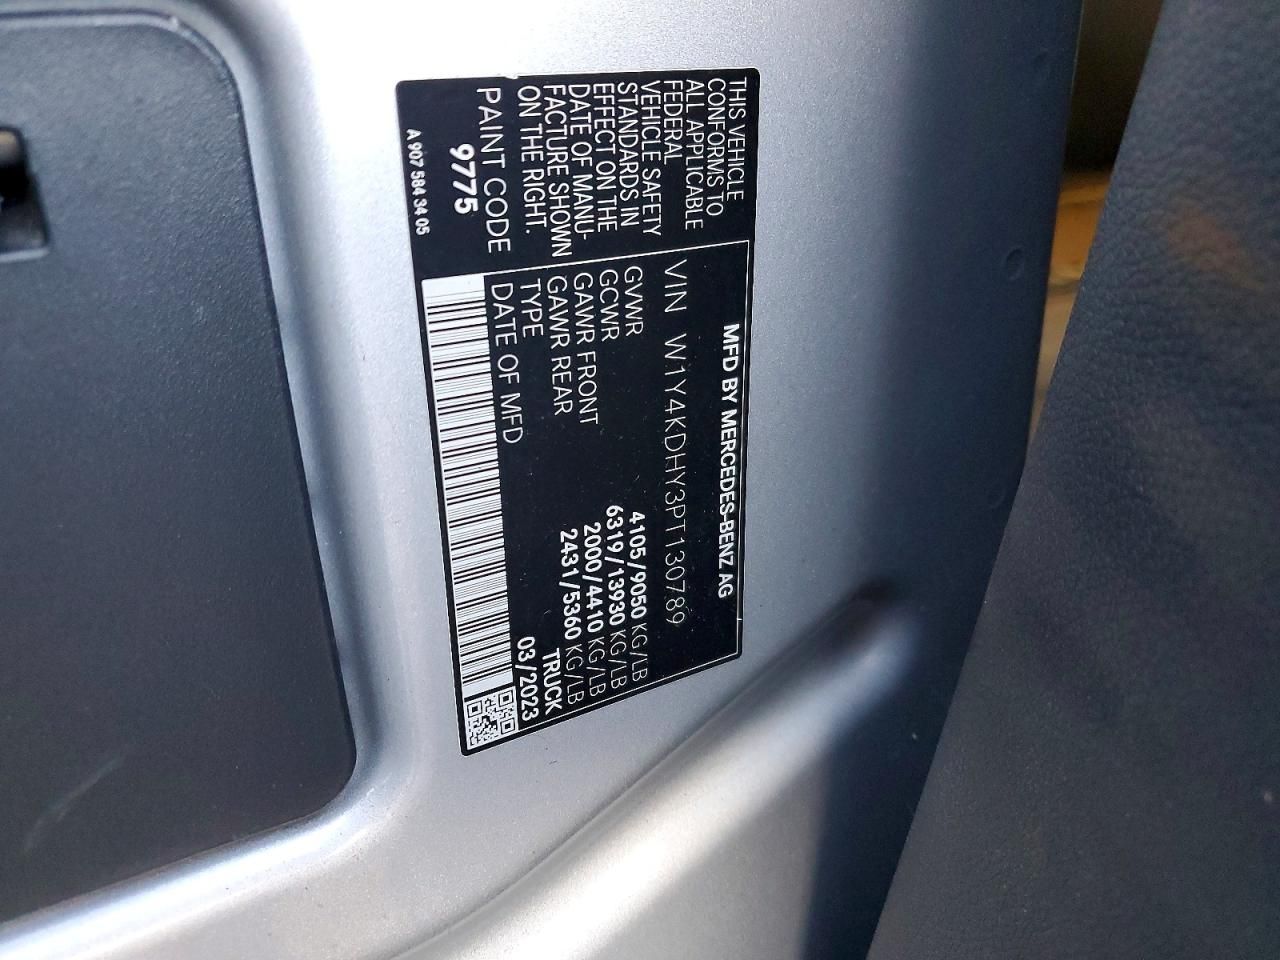 MFD BY MERCEDES-BENZ AG
VIN W1Y4KDHY3PT130789
GVWR 4105/9050 KG/LB
GCWR 6319/13930 KG/LB
GAWR FRONT 2000/4410 KG/LB
GAWR REAR 2431/5360 KG/LB
TYPE TRUCK
DATE OF MFD 03/2023
THIS VEHICLE
CONFORMS TO
ALL APPLICABLE
FEDERAL
VEHICLE SAFETY
STANDARDS IN
EFFECT ON THE
DATE OF MANU-
FACTURE SHOWN
ON THE RIGHT.
PAINT CODE
9775
A 907 584 34 05